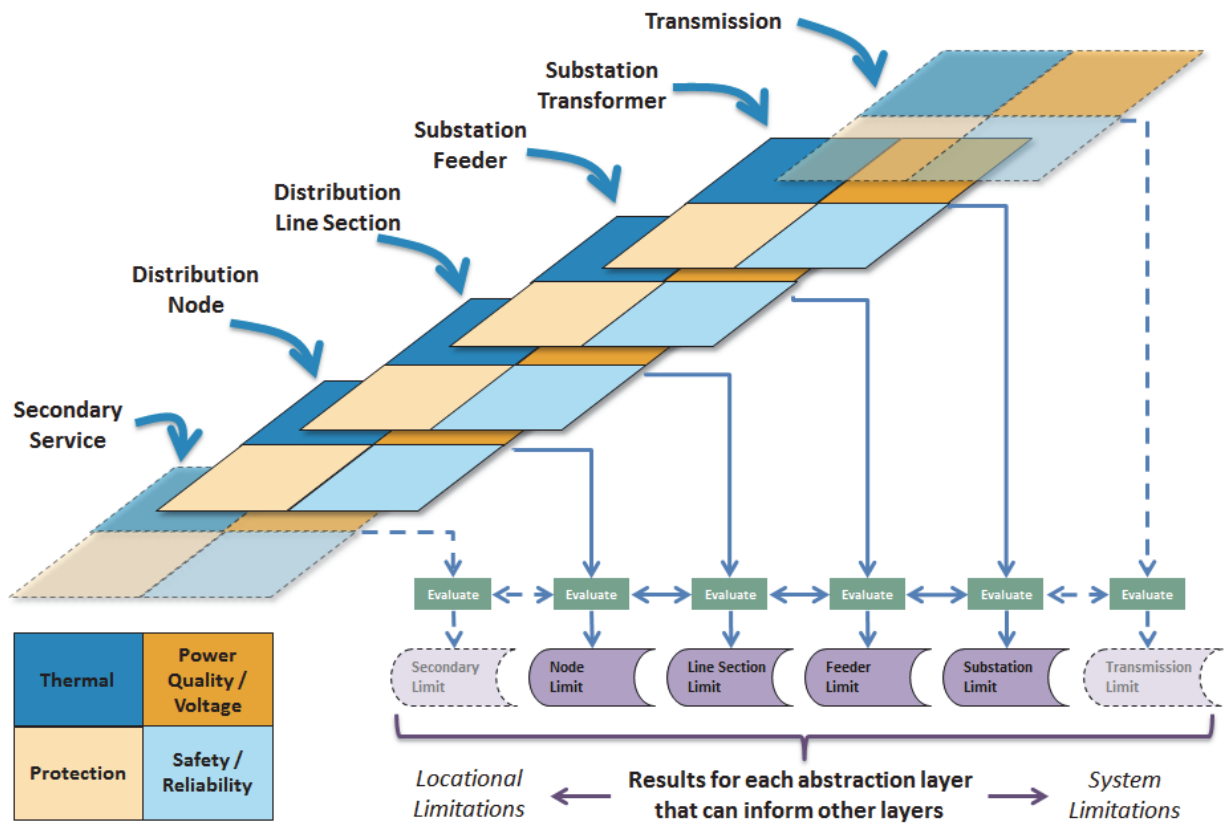 Transmission
Substation
Transformer
Substation
Feeder
Distribution
Line Section
Distribution
Node
Secondary
Service
Evaluate
Evaluate
Evaluate
Evaluate
Evaluate
Evaluate
Secondary
Limit
Node
Limit
Line Section
Limit
Feeder
Limit
Substation
Limit
Transmission
Limit
Thermal
Power
Quality /
Voltage
Protection
Safety /
Reliability
Locational
Limitations
Results for each abstraction layer
that can inform other layers
System
Limitations